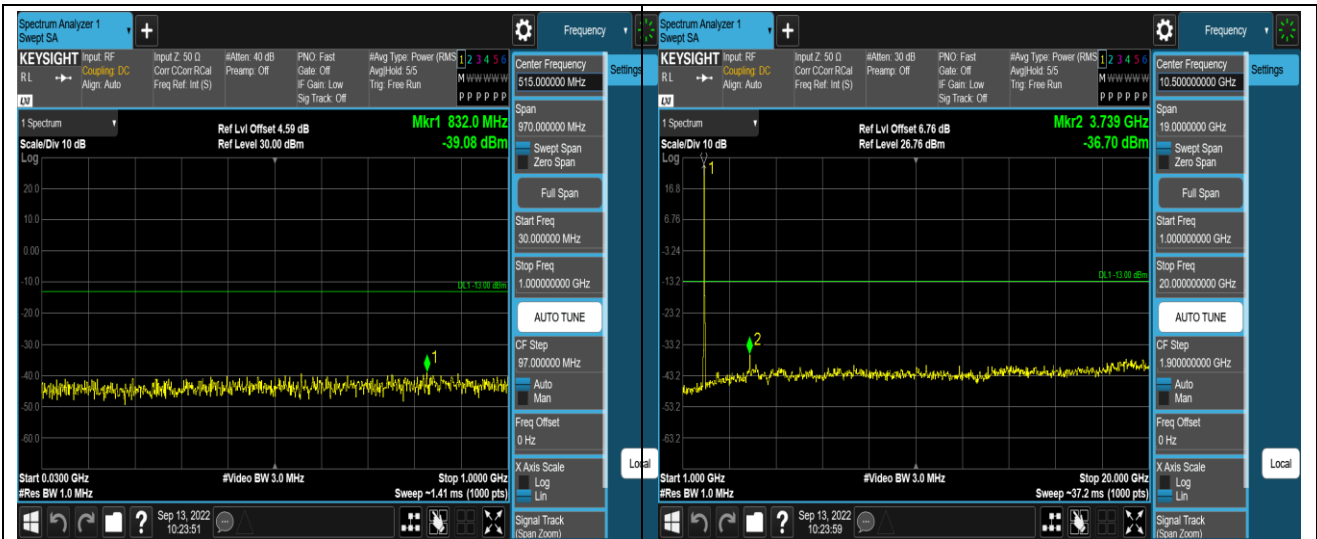 Spectrum Analyzer 1
Swept SA
+
Frequency
KEYSIGHT
Input: RF
Coupling: DC
Align: Auto
Input Z: 50 Ω
Corr CCorr RCal
Freq Ref: Int (S)
#Atten: 40 dB
Preamp: Off
PNO: Fast
Gate: Off
IF Gain: Low
Sig Track: Off
#Avg Type: Power (RMS
Avg|Hold: 5/5
Trig: Free Run
1 2 3 4 5 6
M W W W W W
P P P P P P
R L
LXI
Center Frequency
515.000000 MHz
Settings
1 Spectrum
Scale/Div 10 dB
Ref Lvl Offset 4.59 dB
Ref Level 30.00 dBm
Mkr1 832.0 MHz
-39.08 dBm
Log
20.0
10.0
0.00
-10.0
-20.0
-30.0
-40.0
-50.0
-60.0
DL1 -13.00 dBm
1
Span
970.000000 MHz
Swept Span
Zero Span
Full Span
Start Freq
30.000000 MHz
Stop Freq
1.000000000 GHz
AUTO TUNE
CF Step
97.000000 MHz
Auto
Man
Freq Offset
0 Hz
X Axis Scale
Log
Lin
Local
Signal Track
(Span Zoom)
Start 0.0300 GHz
#Res BW 1.0 MHz
#Video BW 3.0 MHz
Stop 1.0000 GHz
Sweep ~1.41 ms (1000 pts)
?
Sep 13, 2022
10:23:51
Spectrum Analyzer 1
Swept SA
+
Frequency
KEYSIGHT
Input: RF
Coupling: DC
Align: Auto
Input Z: 50 Ω
Corr CCorr RCal
Freq Ref: Int (S)
#Atten: 30 dB
Preamp: Off
PNO: Fast
Gate: Off
IF Gain: Low
Sig Track: Off
#Avg Type: Power (RMS
Avg|Hold: 5/5
Trig: Free Run
1 2 3 4 5 6
M W W W W W
P P P P P P
R L
LXI
Center Frequency
10.500000000 GHz
Settings
1 Spectrum
Scale/Div 10 dB
Ref Lvl Offset 6.76 dB
Ref Level 26.76 dBm
Mkr2 3.739 GHz
-36.70 dBm
Log
16.8
6.76
-3.24
-13.2
-23.2
-33.2
-43.2
-53.2
-63.2
DL1 -13.00 dBm
1
2
Span
19.0000000 GHz
Swept Span
Zero Span
Full Span
Start Freq
1.000000000 GHz
Stop Freq
20.000000000 GHz
AUTO TUNE
CF Step
1.900000000 GHz
Auto
Man
Freq Offset
0 Hz
X Axis Scale
Log
Lin
Local
Signal Track
(Span Zoom)
Start 1.000 GHz
#Res BW 1.0 MHz
#Video BW 3.0 MHz
Stop 20.000 GHz
Sweep ~37.2 ms (1000 pts)
?
Sep 13, 2022
10:23:59